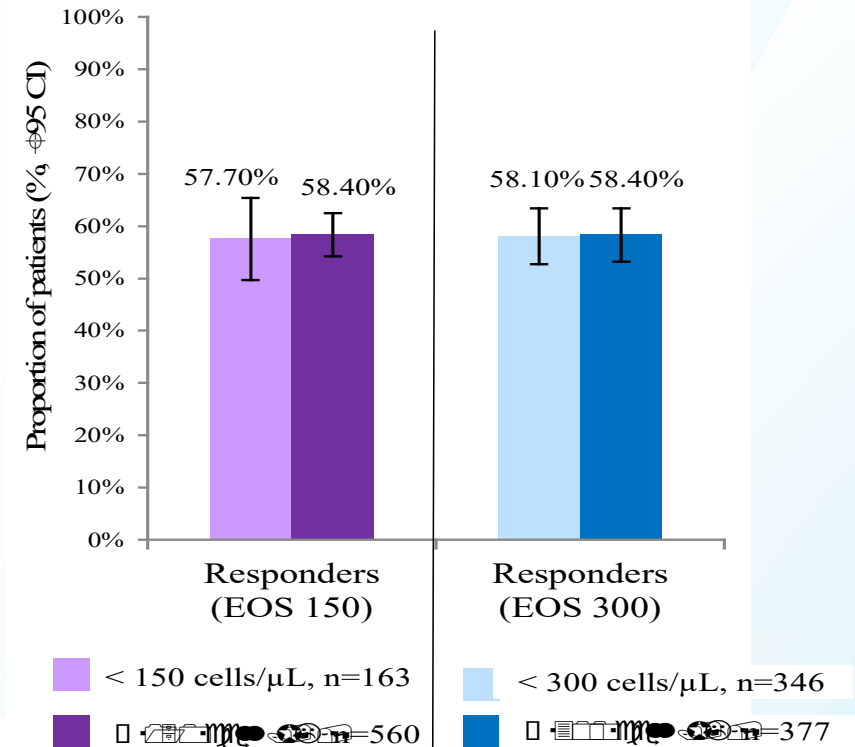 100%
90%
80%
70%
60%
50%
40%
30%
20%
10%
0%
Proportion of patients (%, 95 CI)
57.70% 58.40%
58.10% 58.40%
Responders
(EOS 150)
Responders
(EOS 300)
< 150 cells/µL, n=163
n=560
< 300 cells/µL, n=346
n=377